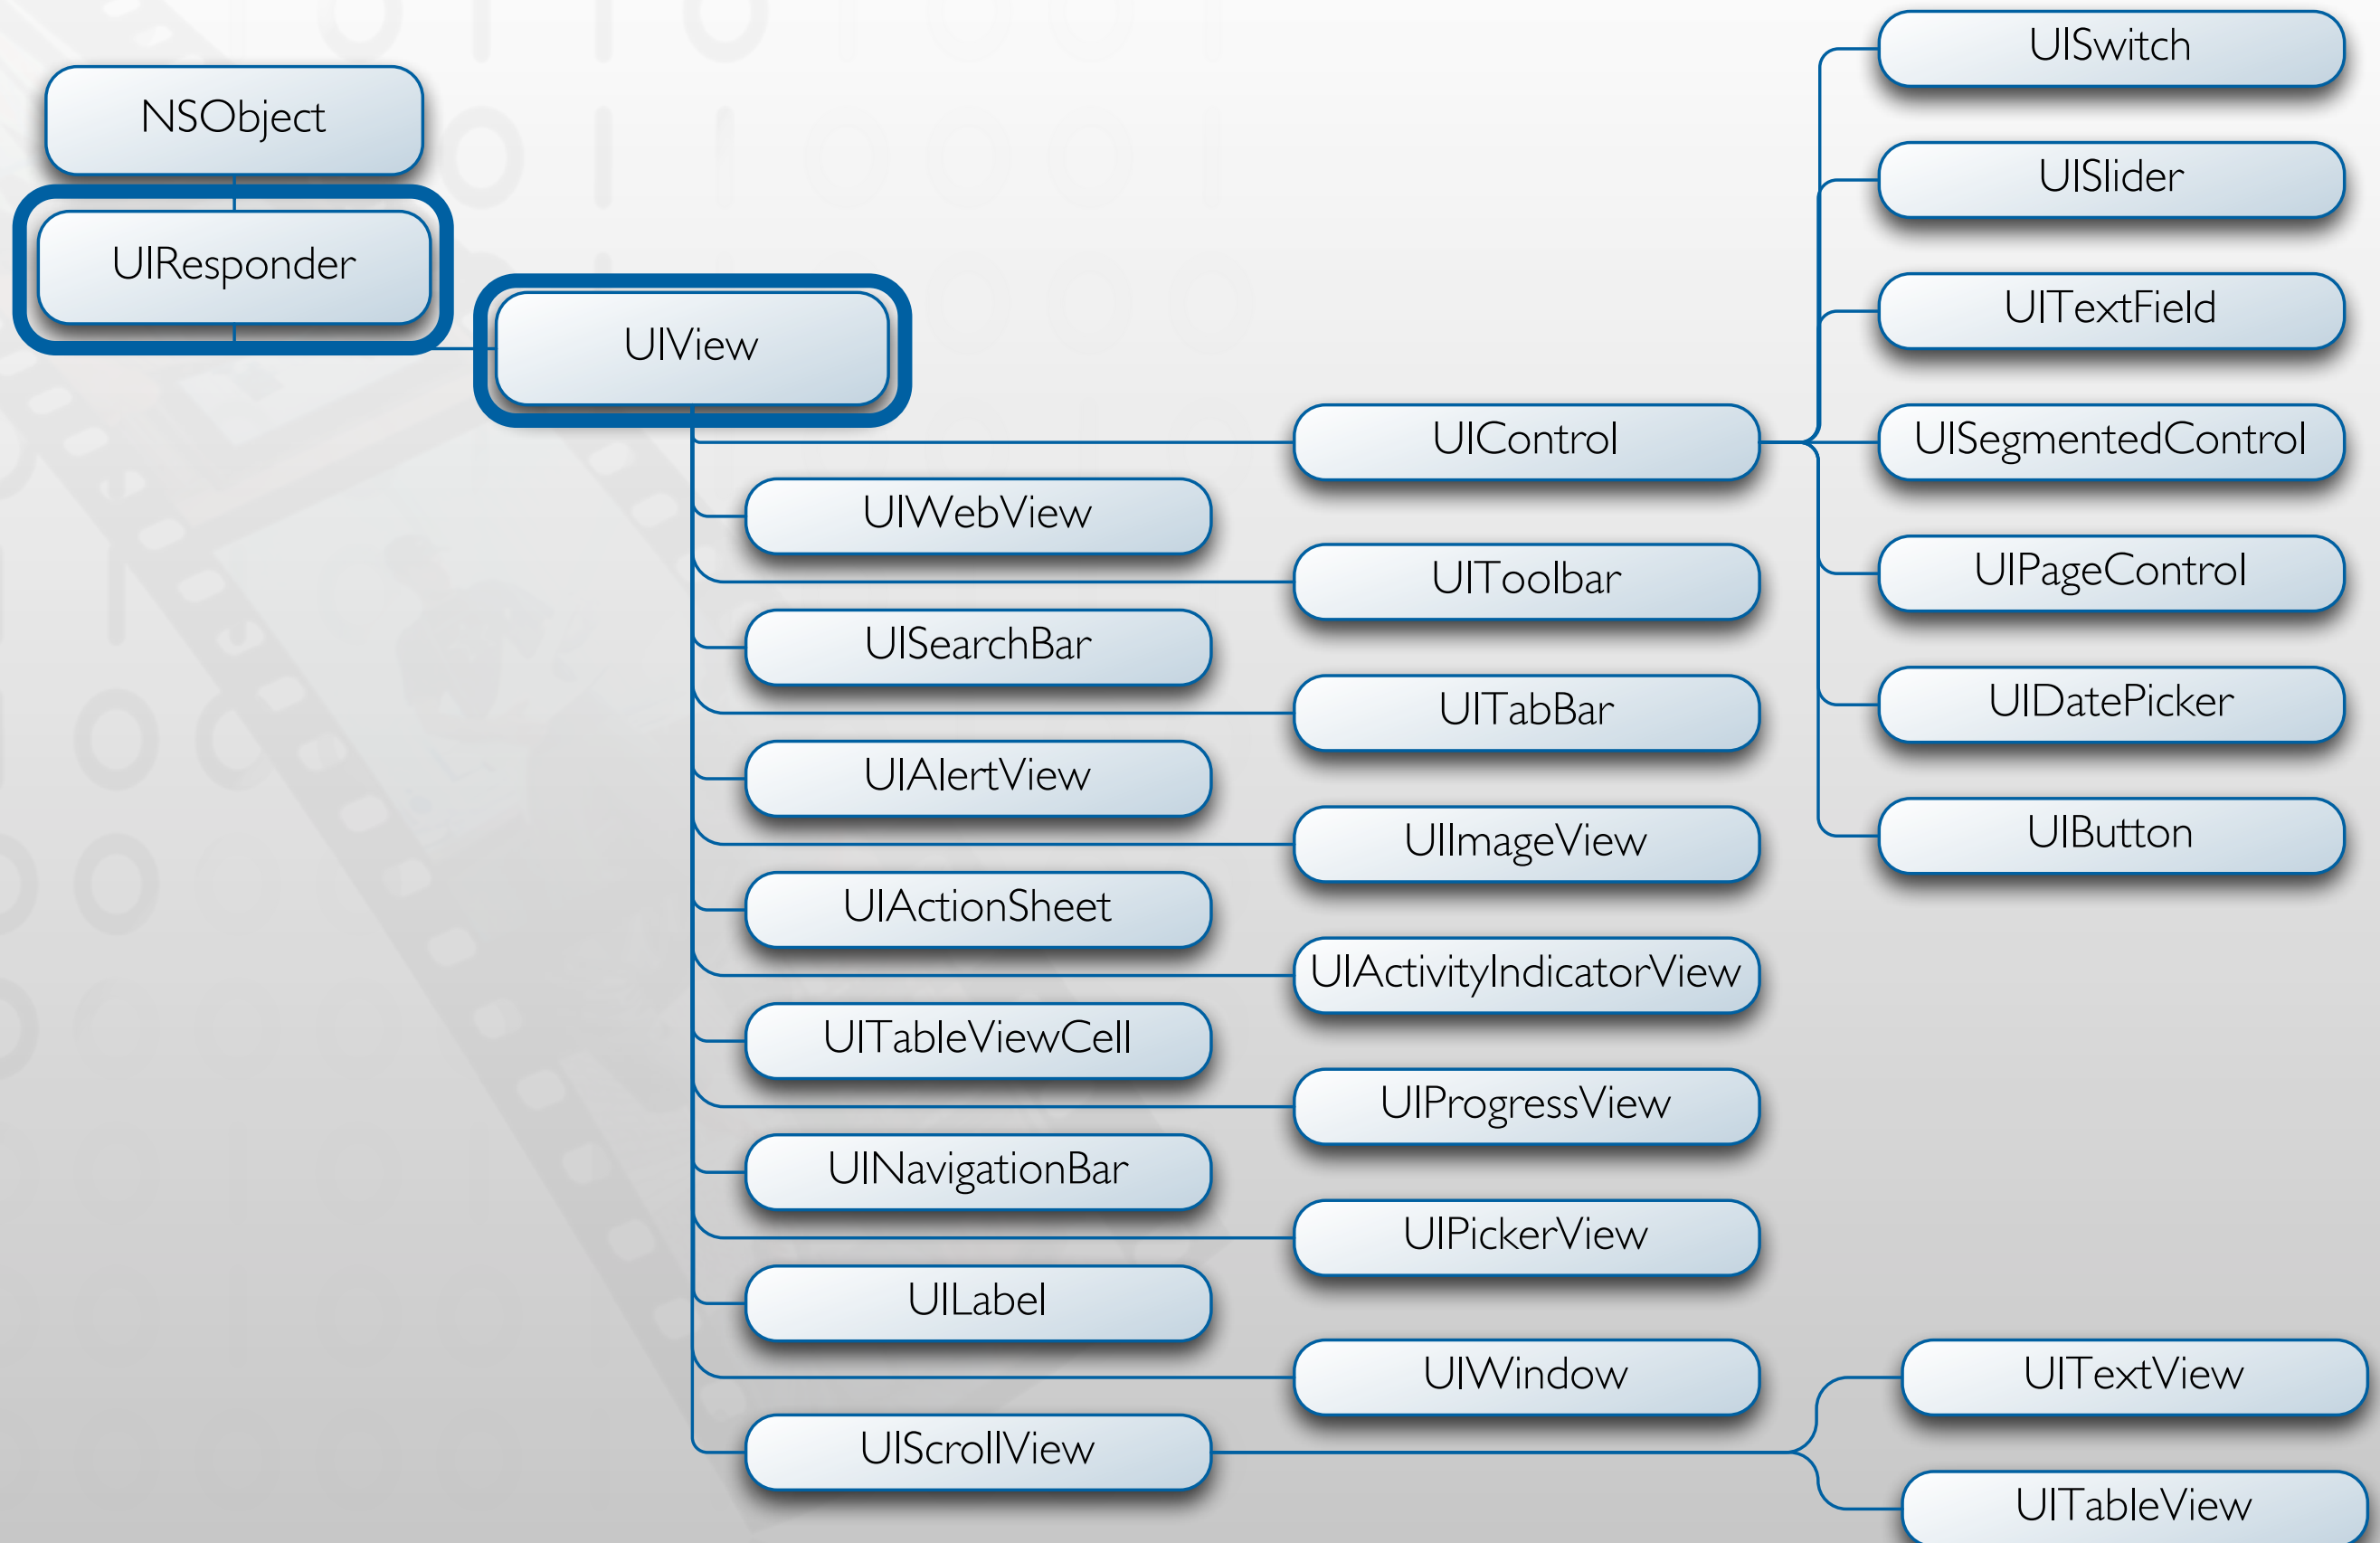 NSObject
UIResponder
UIView
UIControl
UIWebView
UIToolbar
UISearchBar
UITabBar
UIAlertView
UIImageView
UIActionSheet
UIActivityIndicatorView
UITableViewCell
UIProgressView
UINavigationBar
UIPickerView
UILabel
UIWindow
UIScrollView
UISwitch
UISlider
UITextField
UISegmentedControl
UIPageControl
UIDatePicker
UIButton
UITextView
UITableView